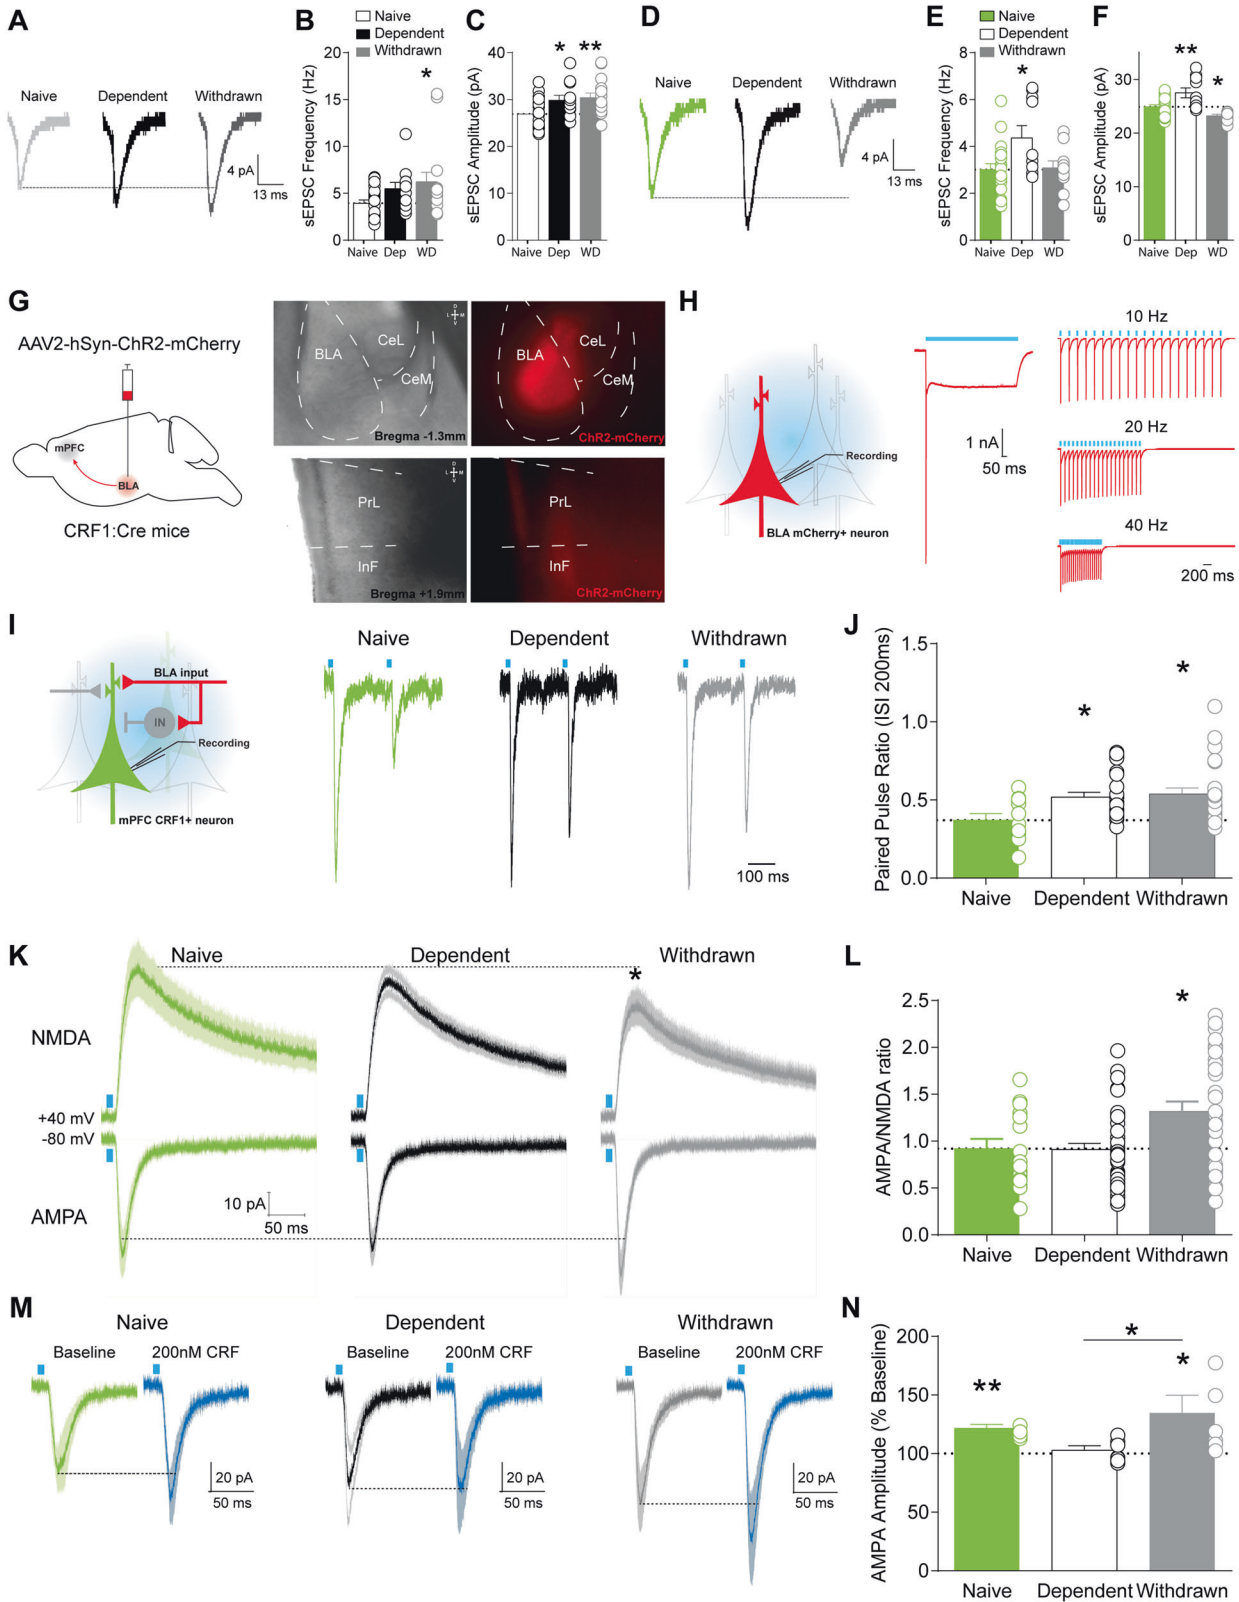 A
Naive
Dependent
Withdrawn
4 pA
13 ms
B
Naive
Dependent
Withdrawn
sEPSC Frequency (Hz)
20
15
10
5
0
*
Naive
Dep
WD
C
sEPSC Amplitude (pA)
40
30
20
10
0
*
**
Naive
Dep
WD
D
Naive
Dependent
Withdrawn
4 pA
13 ms
E
Naive
Dependent
Withdrawn
sEPSC Frequency (Hz)
8
6
4
2
0
*
Naive
Dep
WD
F
sEPSC Amplitude (pA)
30
20
10
0
**
*
Naive
Dep
WD
G
AAV2-hSyn-ChR2-mCherry
mPFC
BLA
CRF1:Cre mice
D
L
M
V
BLA
CeL
CeM
Bregma -1.3mm
BLA
CeL
CeM
ChR2-mCherry
D
L
M
V
PrL
InF
Bregma +1.9mm
PrL
InF
ChR2-mCherry
H
Recording
BLA mCherry+ neuron
1 nA
50 ms
10 Hz
20 Hz
40 Hz
200 ms
I
BLA input
IN
Recording
mPFC CRF1+ neuron
Naive
Dependent
Withdrawn
100 ms
J
Paired Pulse Ratio (ISI 200ms)
1.5
1.0
0.5
0.0
*
*
Naive
Dependent
Withdrawn
K
Naive
Dependent
Withdrawn
*
NMDA
+40 mV
-80 mV
AMPA
10 pA
50 ms
L
AMPA/NMDA ratio
2.5
2.0
1.5
1.0
0.5
0.0
*
Naive
Dependent
Withdrawn
M
Naive
Baseline
200nM CRF
20 pA
50 ms
Dependent
Baseline
200nM CRF
20 pA
50 ms
Withdrawn
Baseline
200nM CRF
20 pA
50 ms
N
AMPA Amplitude (% Baseline)
200
150
100
50
0
**
*
*
Naive
Dependent
Withdrawn